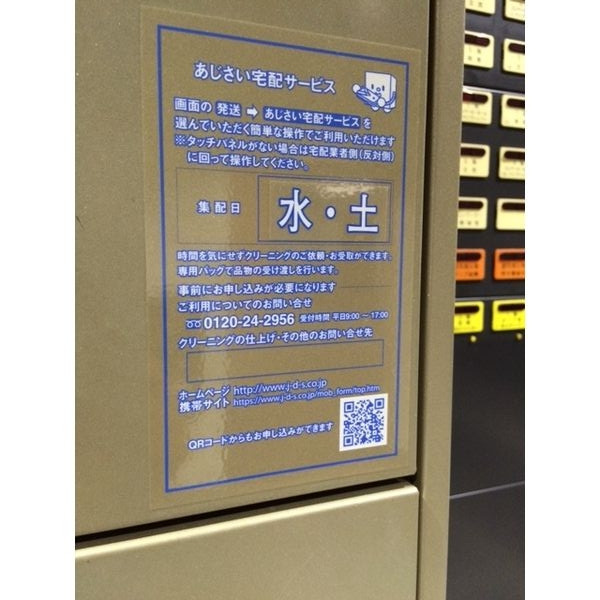 あじさい宅配サービス
画面の 発送 ➡ あじさい宅配サービス を
選んでいただく簡単な操作でご利用いただけます
※タッチパネルがない場合は宅配業者側(反対側)
に回って操作してください。
集配日
水・土
時間を気にせずクリーニングのご依頼・お受取ができます。
専用バッグで品物の受け渡しを行います。
事前にお申し込みが必要になります
ご利用についてのお問い合せ
0120-24-2956 受付時間 平日9:00～17:00
クリーニングの仕上げ・その他のお問い合せ先
ホームページ http://www.j-d-s.co.jp
携帯サイト https://www.j-d-s.co.jp/mob_form/top.htm
QRコードからもお申し込みができます